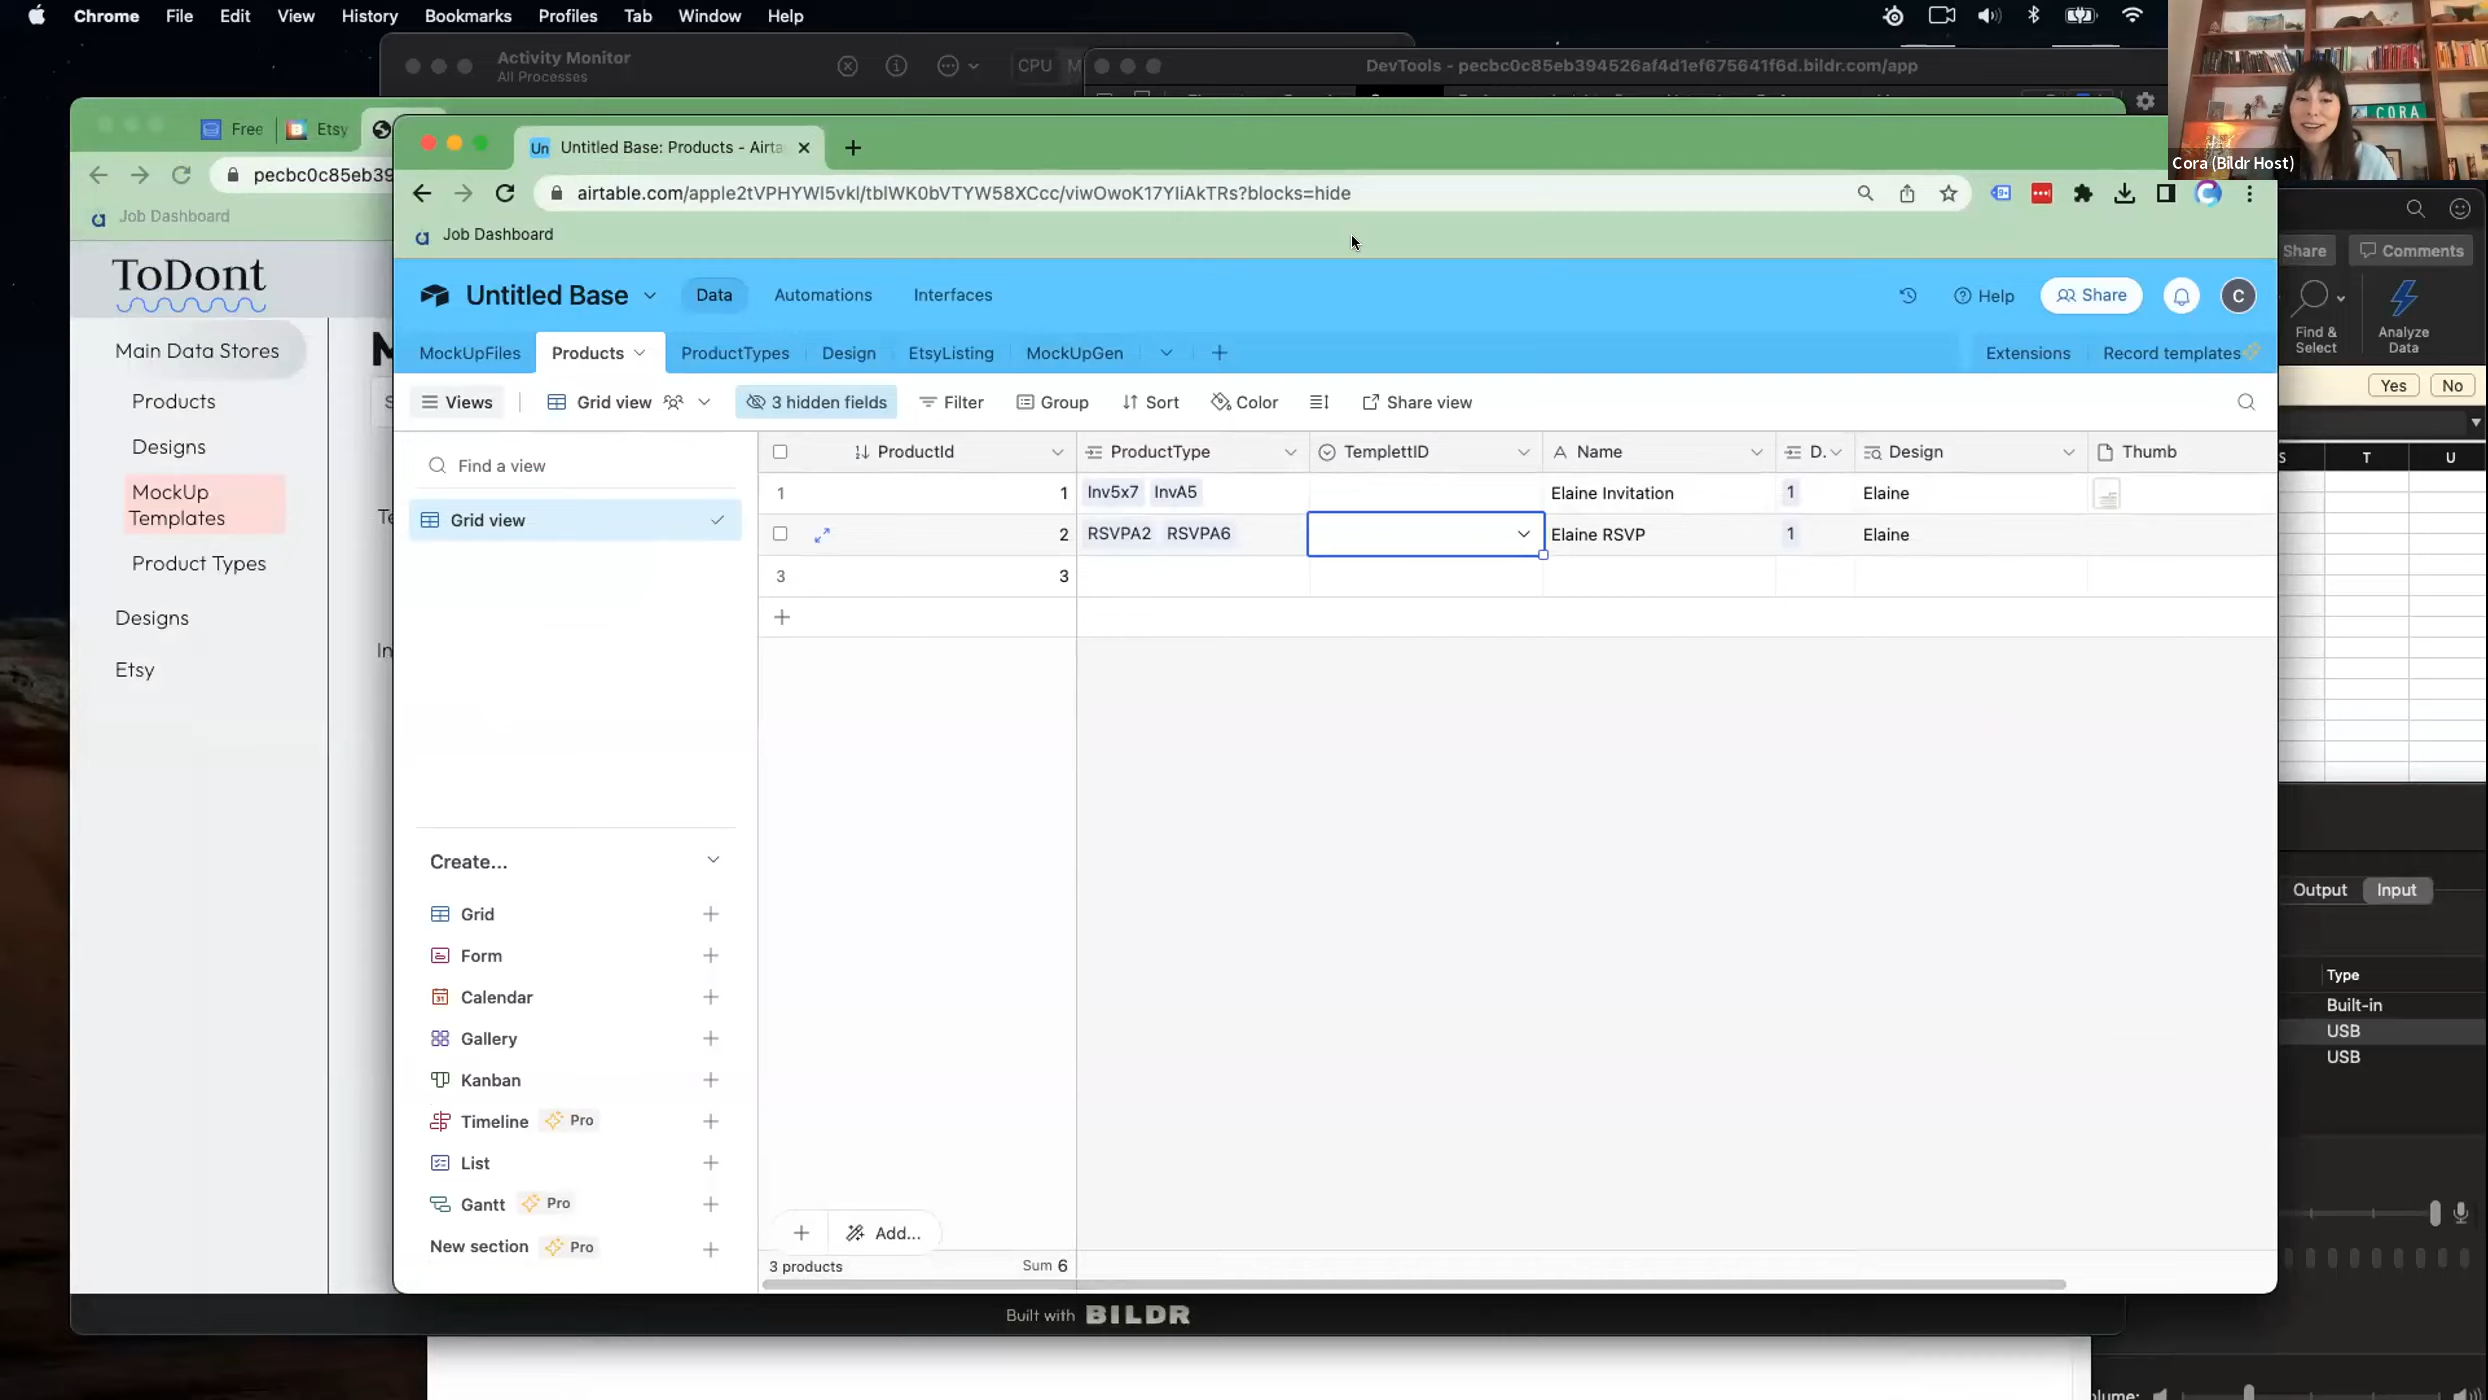 Chrome File Edit View History Bookmarks Profiles Tab Window Help
Activity Monitor
All Processes
CPU M
DevTools - pecbc0c85eb394526af4d1ef675641f6d.bildr.com/app
CORA
Cora (Bildr Host)
Free Etsy
Un Untitled Base: Products - Airta
pecbc0c85eb39
airtable.com/apple2tVPHYWI5vkl/tblWK0bVTYW58XCcc/viwOwoK17YIiAkTRs?blocks=hide
Job Dashboard
Job Dashboard
Share Comments
ToDont
Untitled Base Data Automations Interfaces Help Share C
Find & Select
Analyze Data
Main Data Stores
Products
Designs
MockUp
Templates
Product Types
Designs
Etsy
MockUpFiles Products ProductTypes Design EtsyListing MockUpGen + Extensions Record templates
Yes No
Views Grid view 3 hidden fields Filter Group Sort Color Share view
Find a view
Grid view
ProductId ProductType TemplettID Name D. Design Thumb
1 1 Inv5x7 InvA5 Elaine Invitation 1 Elaine
2 RSVPA2 RSVPA6 Elaine RSVP 1 Elaine
3 3
+
S T U
Create...
Grid +
Form +
Calendar +
Gallery +
Kanban +
Timeline Pro +
List +
Gantt Pro +
New section Pro +
+ Add...
3 products Sum 6
Output Input
Type
Built-in
USB
USB
Built with BILDR